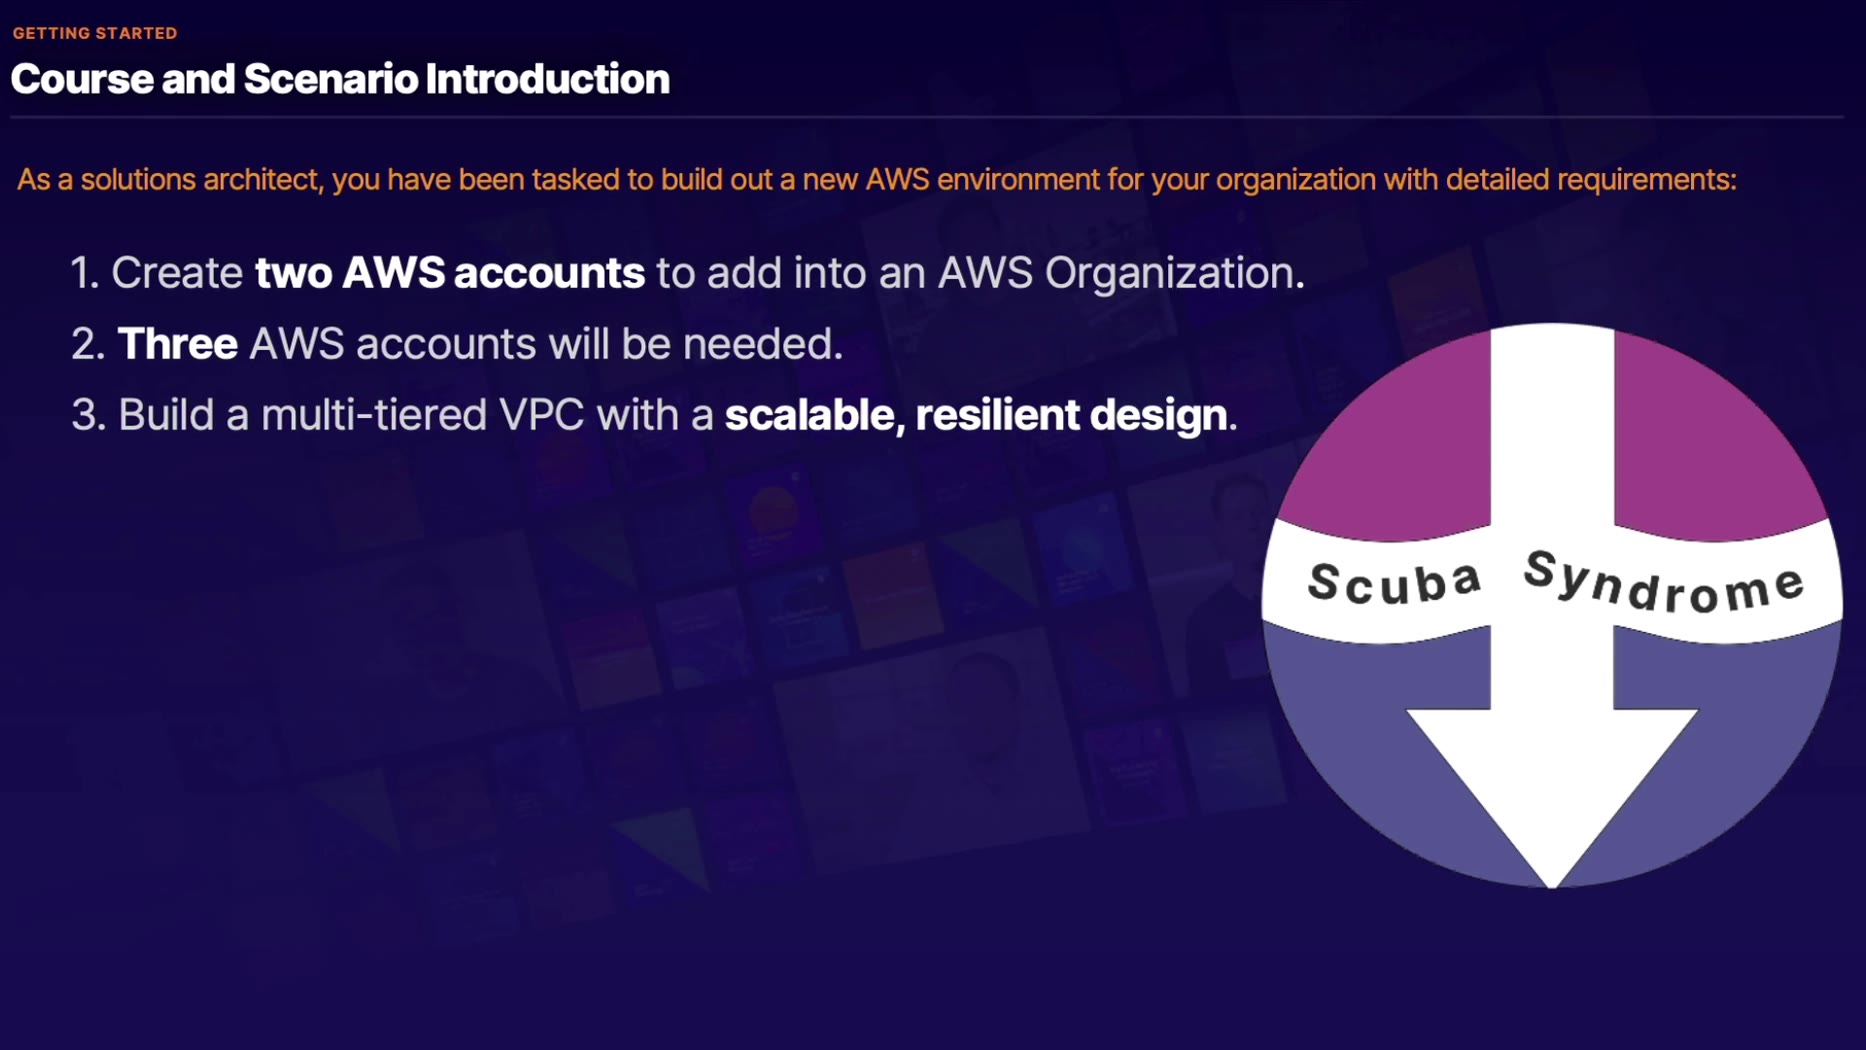 GETTING STARTED
Course and Scenario Introduction
As a solutions architect, you have been tasked to build out a new AWS environment for your organization with detailed requirements:
1. Create two AWS accounts to add into an AWS Organization.
2. Three AWS accounts will be needed.
3. Build a multi-tiered VPC with a scalable, resilient design.
Scuba Syndrome